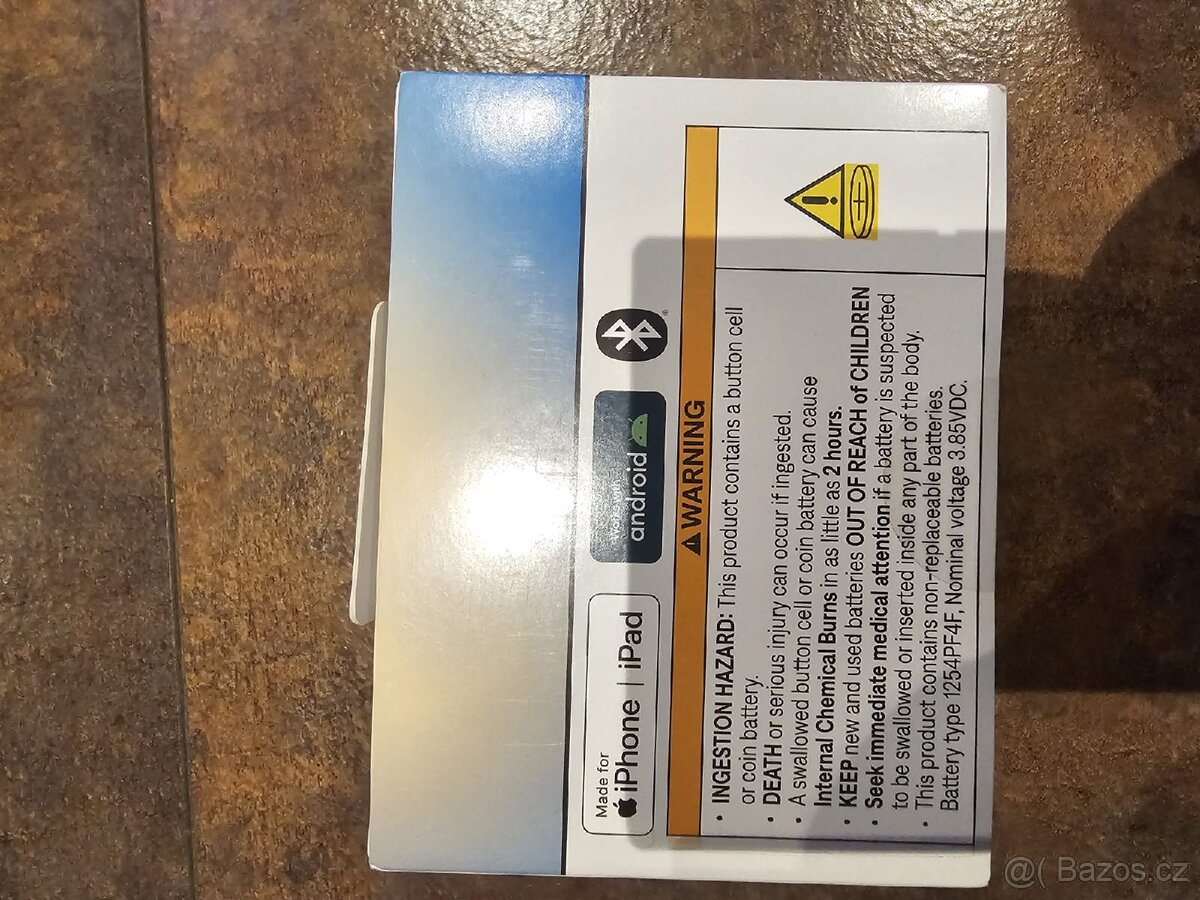 Made for
iPhone | iPad
android
®
WARNING
• INGESTION HAZARD: This product contains a button cell
or coin battery.
• DEATH or serious injury can occur if ingested.
• A swallowed button cell or coin battery can cause
Internal Chemical Burns in as little as 2 hours.
• KEEP new and used batteries OUT OF REACH of CHILDREN
• Seek immediate medical attention if a battery is suspected
to be swallowed or inserted inside any part of the body.
• This product contains non-replaceable batteries.
Battery type 1254PF4F, Nominal voltage 3.85VDC.
@( Bazos.cz